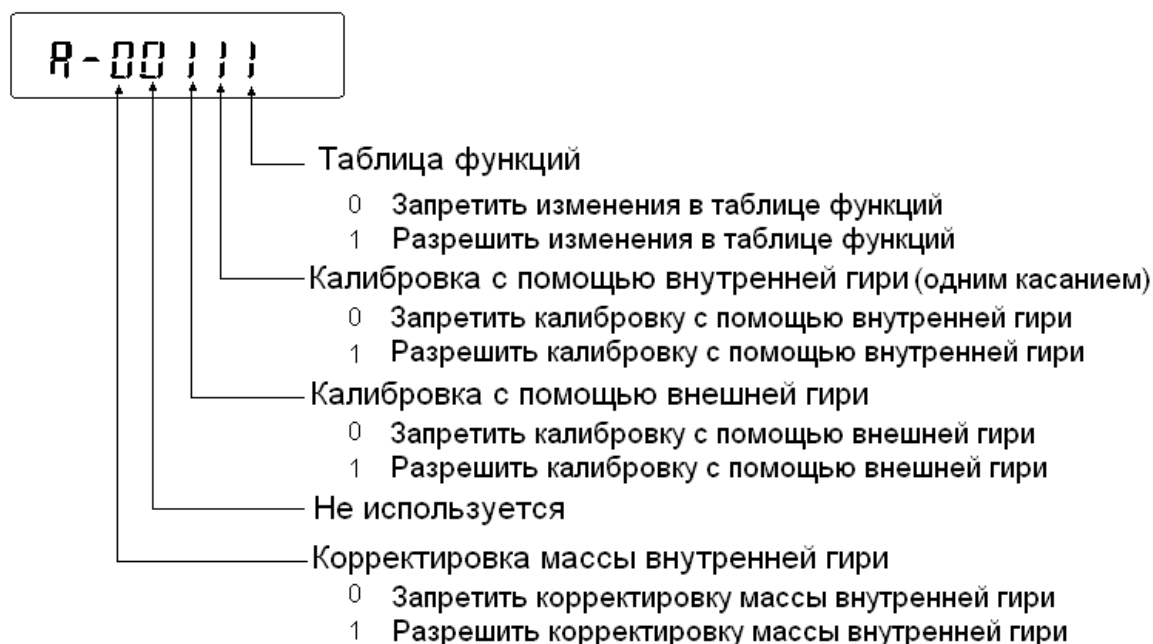 R-00111
Таблица функций
0 Запретить изменения в таблице функций
1 Разрешить изменения в таблице функций
Калибровка с помощью внутренней гири (одним касанием)
0 Запретить калибровку с помощью внутренней гири
1 Разрешить калибровку с помощью внутренней гири
Калибровка с помощью внешней гири
0 Запретить калибровку с помощью внешней гири
1 Разрешить калибровку с помощью внешней гири
Не используется
Корректировка массы внутренней гири
0 Запретить корректировку массы внутренней гири
1 Разрешить корректировку массы внутренней гири